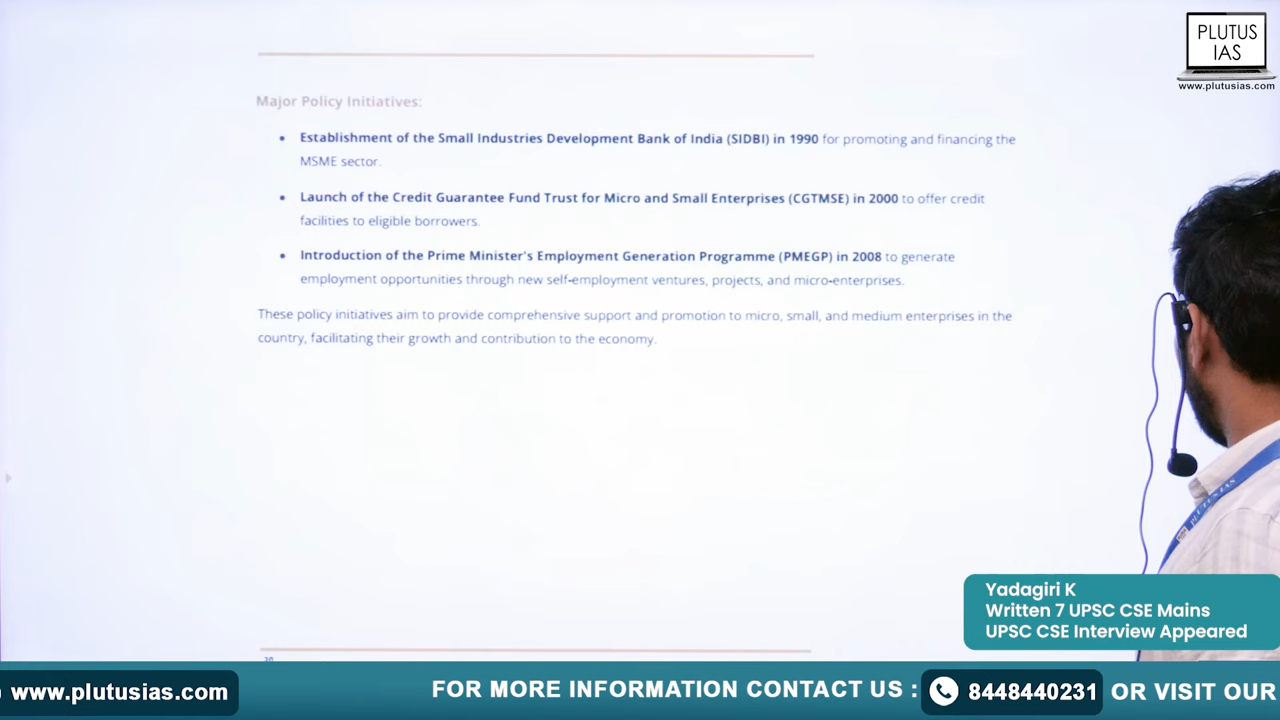 PLUTUS
IAS
www.plutusias.com
Major Policy Initiatives:
• Establishment of the Small Industries Development Bank of India (SIDBI) in 1990 for promoting and financing the
MSME sector.
• Launch of the Credit Guarantee Fund Trust for Micro and Small Enterprises (CGTMSE) in 2000 to offer credit
facilities to eligible borrowers.
• Introduction of the Prime Minister's Employment Generation Programme (PMEGP) in 2008 to generate
employment opportunities through new self-employment ventures, projects, and micro-enterprises.
These policy initiatives aim to provide comprehensive support and promotion to micro, small, and medium enterprises in the
country, facilitating their growth and contribution to the economy.
PLUTUS IAS
Yadagiri K
Written 7 UPSC CSE Mains
UPSC CSE Interview Appeared
www.plutusias.com
FOR MORE INFORMATION CONTACT US : 8448440231 OR VISIT OUR